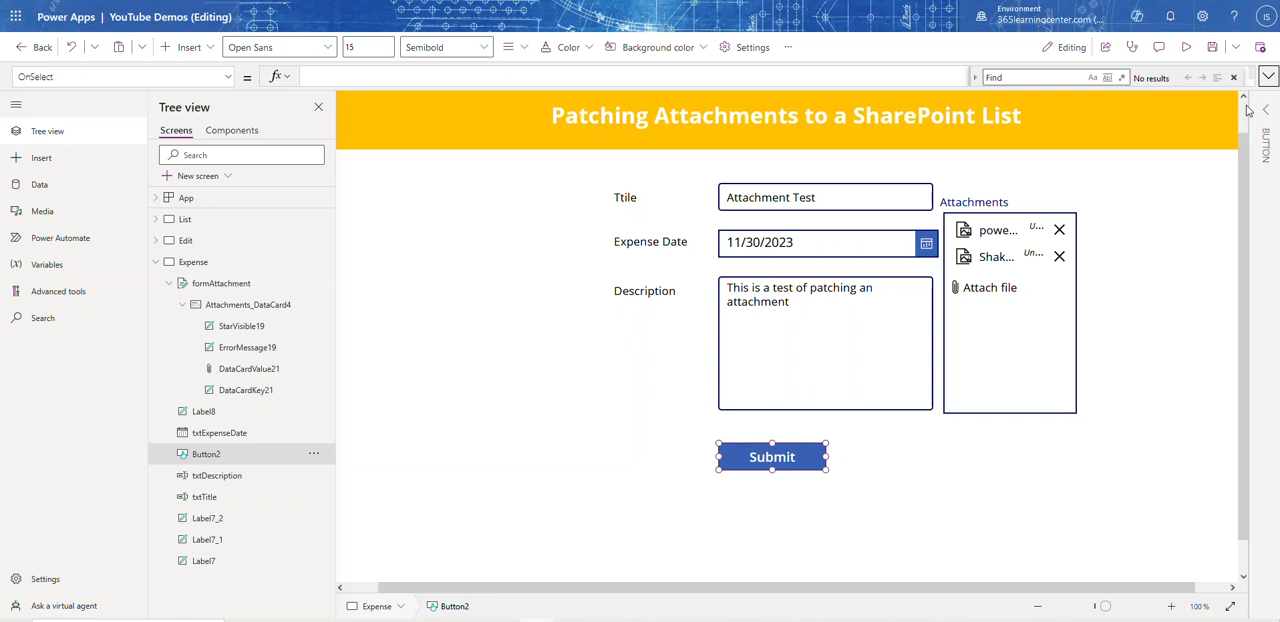 Power Apps | YouTube Demos (Editing)
Environment
365learningcenter.com (...
IS
Back
Insert
Open Sans
15
Semibold
Color
Background color
Settings
Editing
OnSelect
=
fx
Find
Aa
Ab
No results
Tree view
Screens
Components
Search
New screen
App
List
Edit
Expense
formAttachment
Attachments_DataCard4
StarVisible19
ErrorMessage19
DataCardValue21
DataCardKey21
Label8
txtExpenseDate
Button2
txtDescription
txtTitle
Label7_2
Label7_1
Label7
Tree view
Insert
Data
Media
Power Automate
Variables
Advanced tools
Search
Settings
Ask a virtual agent
Patching Attachments to a SharePoint List
Ttile
Attachment Test
Expense Date
11/30/2023
Description
This is a test of patching an
attachment
Attachments
powe... U...
Shak... Un...
Attach file
Submit
BUTTON
Expense
Button2
100 %